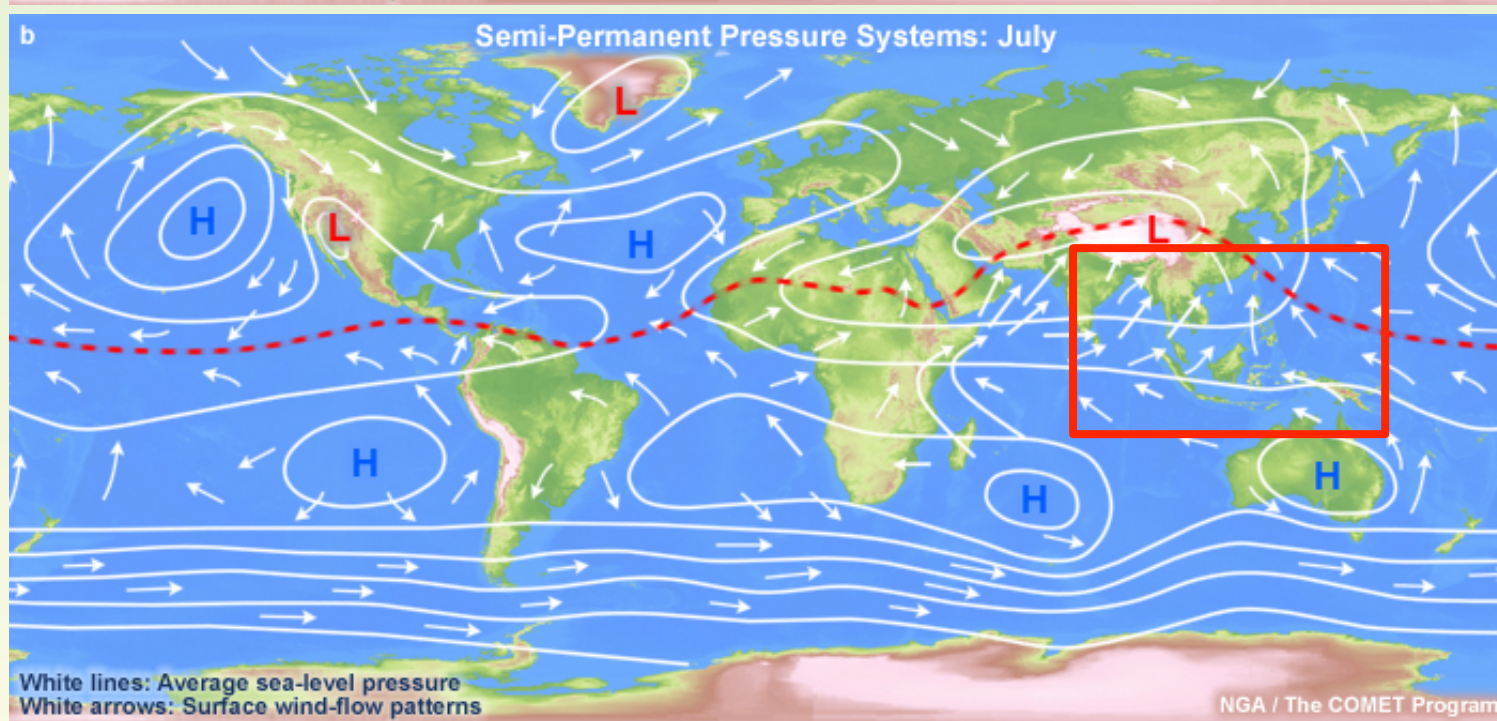 b
Semi-Permanent Pressure Systems: July
L
H
L
H
L
H
H
H
White lines: Average sea-level pressure
White arrows: Surface wind-flow patterns
NGA / The COMET Program